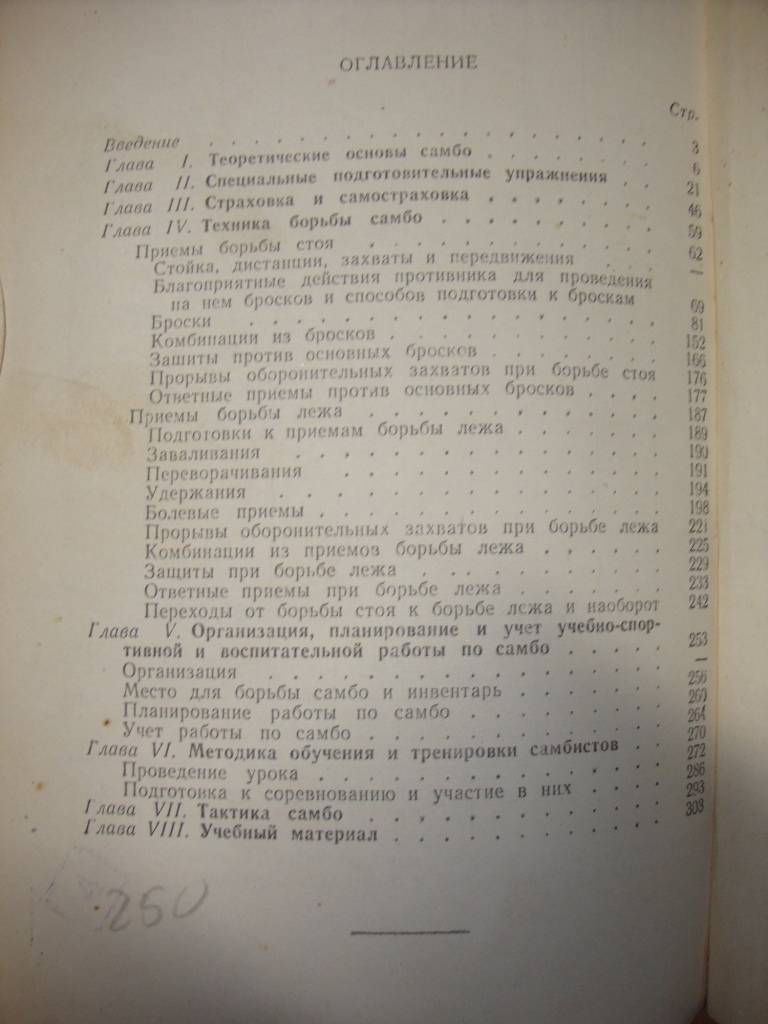 ОГЛАВЛЕНИЕ
Стр.
Введение . . . . . . . . . . . . . . . . 3
Глава I. Теоретические основы самбо . . . . . . . 6
Глава II. Специальные подготовительные упражнения . . 21
Глава III. Страховка и самостраховка . . . . . . . 46
Глава IV. Техника борьбы самбо . . . . . . . . . 59
Приемы борьбы стоя . . . . . . . . . . . . 62
Стойка, дистанции, захваты и передвижения . . . —
Благоприятные действия противника для проведения
на нем бросков и способов подготовки к броскам 69
Броски . . . . . . . . . . . . . . . . 81
Комбинации из бросков . . . . . . . . . . . 152
Защиты против основных бросков . . . . . . . 166
Прорывы оборонительных захватов при борьбе стоя 176
Ответные приемы против основных бросков . . . . 177
Приемы борьбы лежа . . . . . . . . . . . . 187
Подготовки к приемам борьбы лежа . . . . . . 189
Заваливания . . . . . . . . . . . . . . 190
Переворачивания . . . . . . . . . . . . 191
Удержания . . . . . . . . . . . . . . 194
Болевые приемы . . . . . . . . . . . . . 198
Прорывы оборонительных захватов при борьбе лежа 221
Комбинации из приемов борьбы лежа . . . . . . 225
Защиты при борьбе лежа . . . . . . . . . . 229
Ответные приемы при борьбе лежа . . . . . . . 233
Переходы от борьбы стоя к борьбе лежа и наоборот 242
Глава V. Организация, планирование и учет учебно-спор-
тивной и воспитательной работы по самбо . . . . . 253
Организация . . . . . . . . . . . . . . —
Место для борьбы самбо и инвентарь . . . . . . 256
Планирование работы по самбо . . . . . . . . 260
Учет работы по самбо . . . . . . . . . . . 264
Глава VI. Методика обучения и тренировки самбистов . . 270
Проведение урока . . . . . . . . . . . . . 272
Подготовка к соревнованию и участие в них . . . . 286
Глава VII. Тактика самбо . . . . . . . . . . . 293
Глава VIII. Учебный материал . . . . . . . . . . 303
250